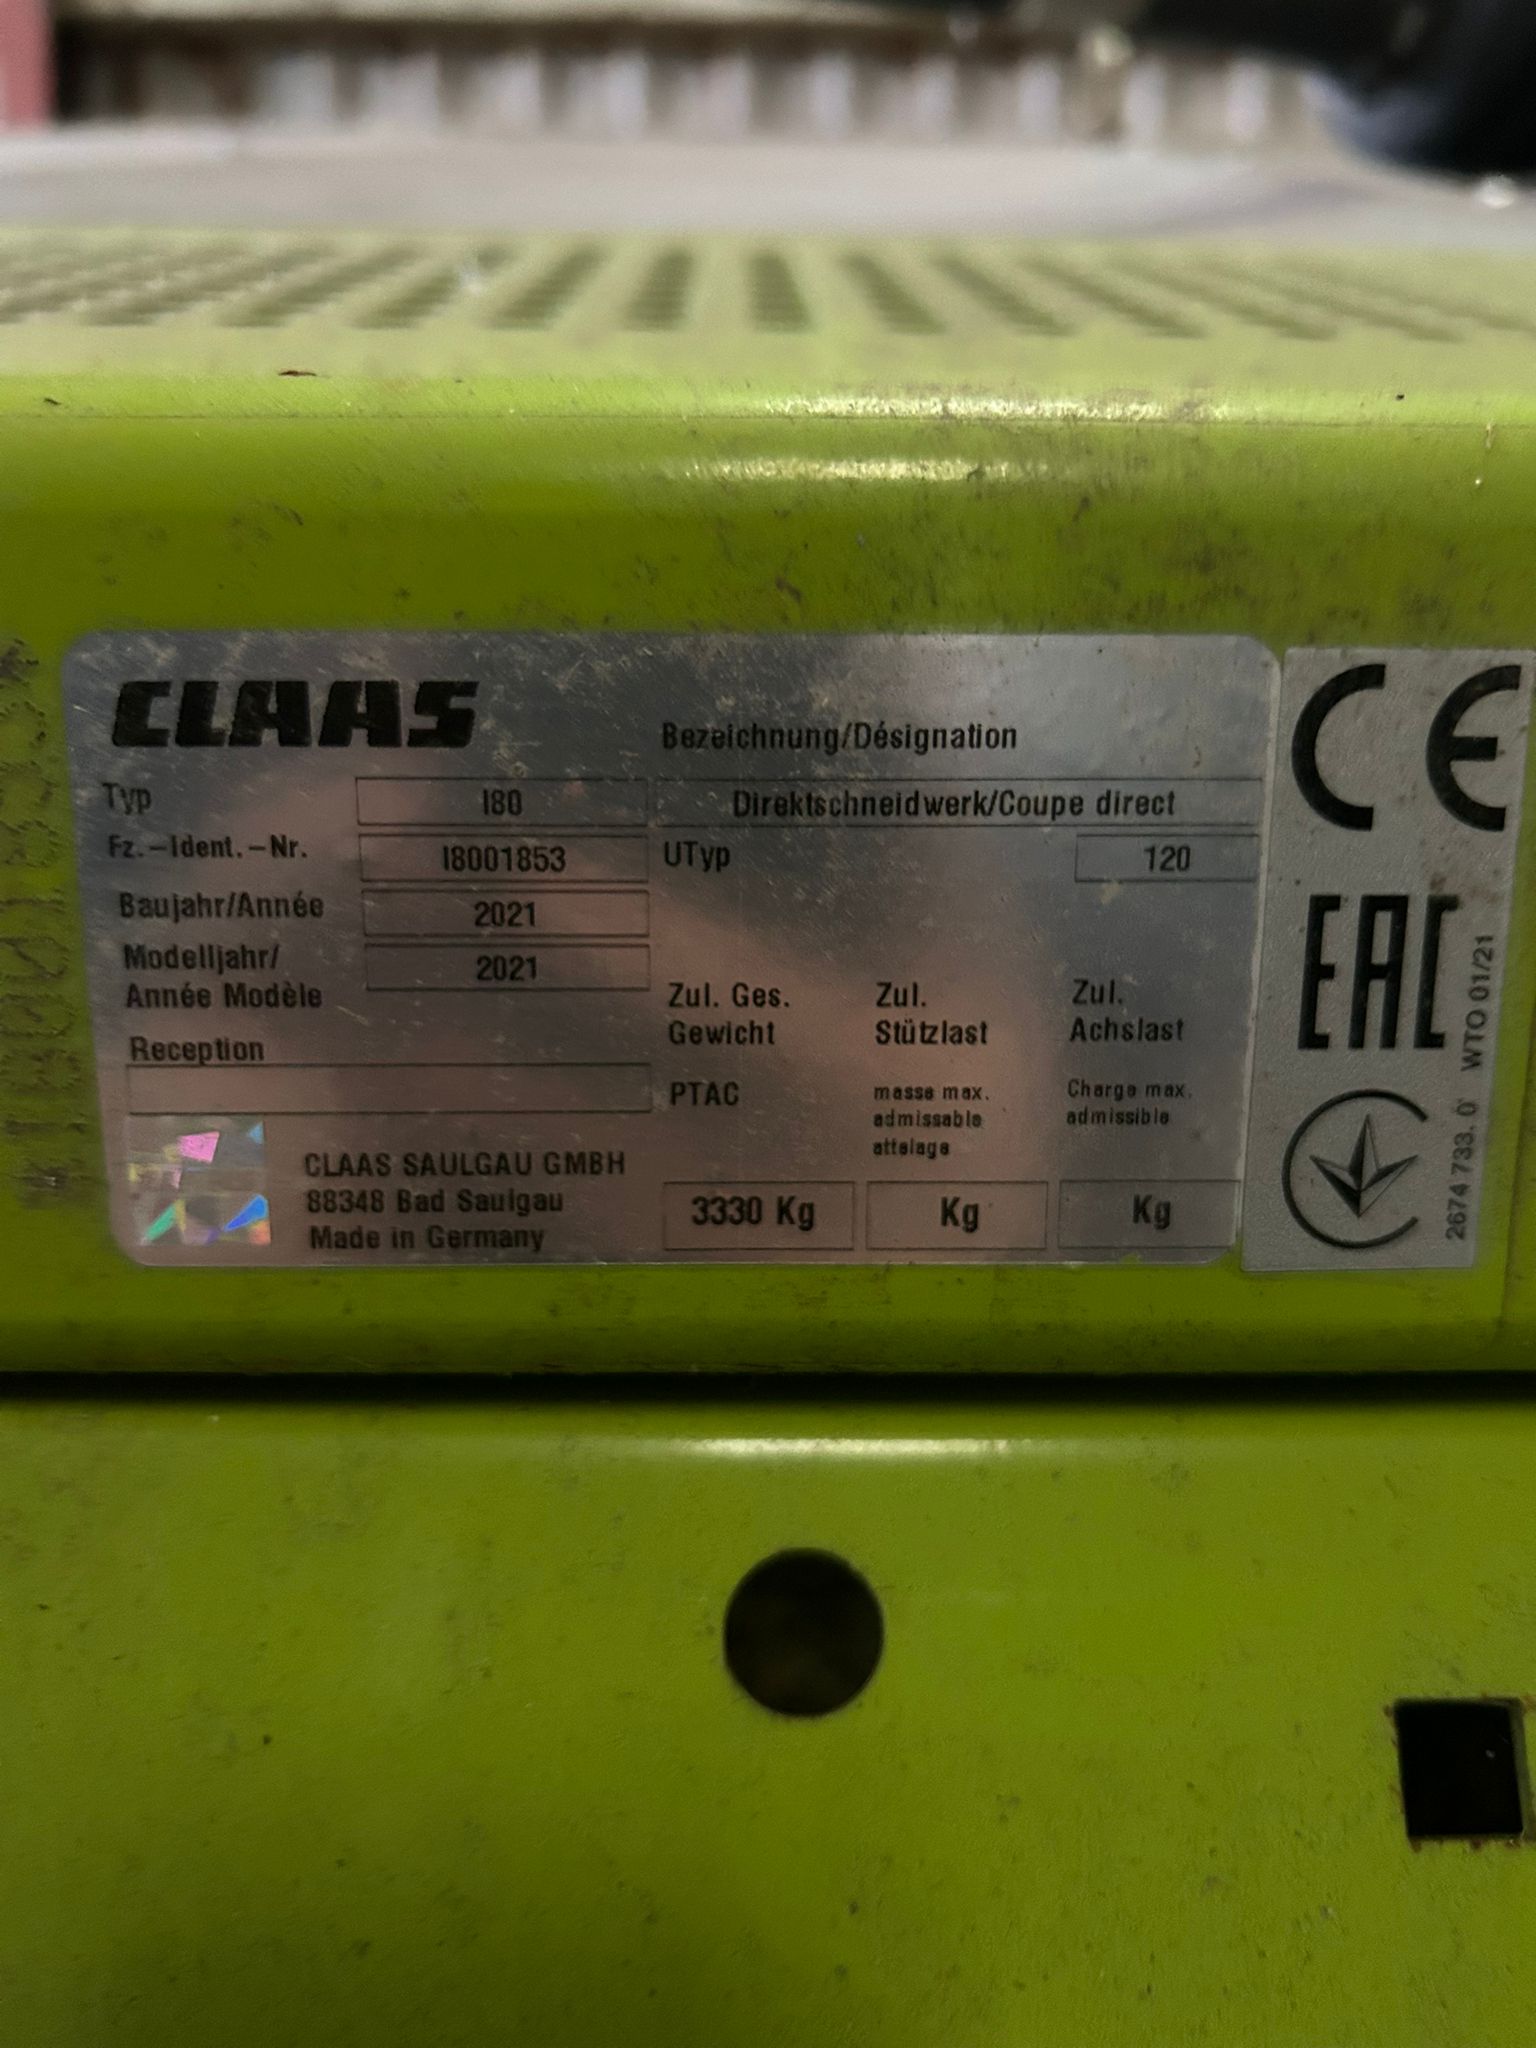 CLAAS
Bezeichnung/Désignation
Typ I80 Direktschneidwerk/Coupe direct
Fz.-Ident.-Nr. I8001853 UTyp 120
Baujahr/Année 2021
Modelljahr/
Année Modèle 2021
Reception
Zul. Ges.
Gewicht
PTAC
3330 Kg
Zul.
Stützlast
masse max.
admissable
attelage
Kg
Zul.
Achslast
Charge max.
admissible
Kg
CLAAS SAULGAU GMBH
88348 Bad Saulgau
Made in Germany
CE
EAC
2674 733. 0 WTO 01/21